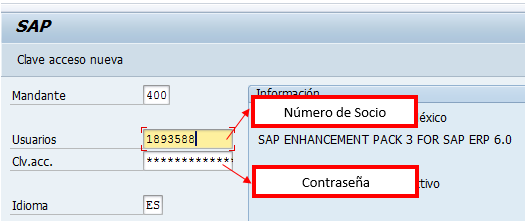 SAP
Clave acceso nueva
Mandante 400
Información
Número de Socio
éxico
Usuarios 1893588
SAP ENHANCEMENT PACK 3 FOR SAP ERP 6.0
Clv.acc. *************
Contraseña
ctivo
Idioma ES